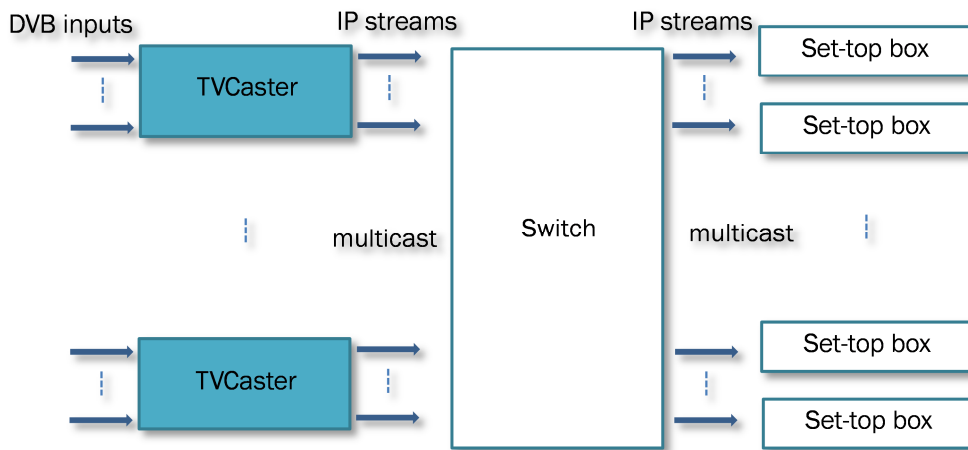 DVB inputs
IP streams
IP streams
TVCaster
Set-top box
Set-top box
multicast
Switch
multicast
TVCaster
Set-top box
Set-top box